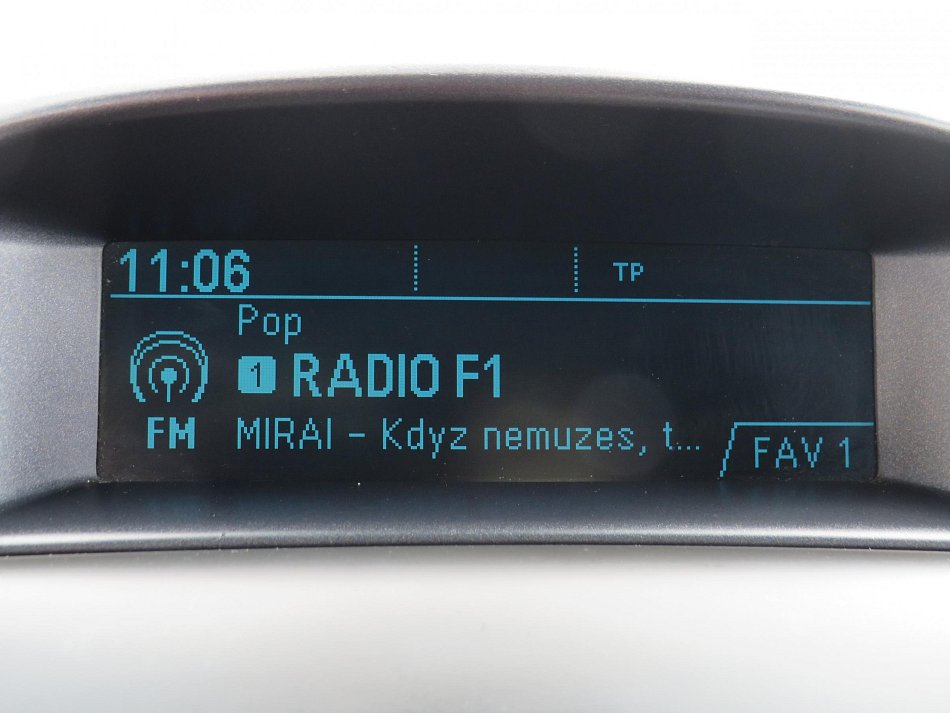 11:06 TP
Pop
1 RADIO F1
FM MIRAI - Kdyz nemuzes, t...
FAV 1